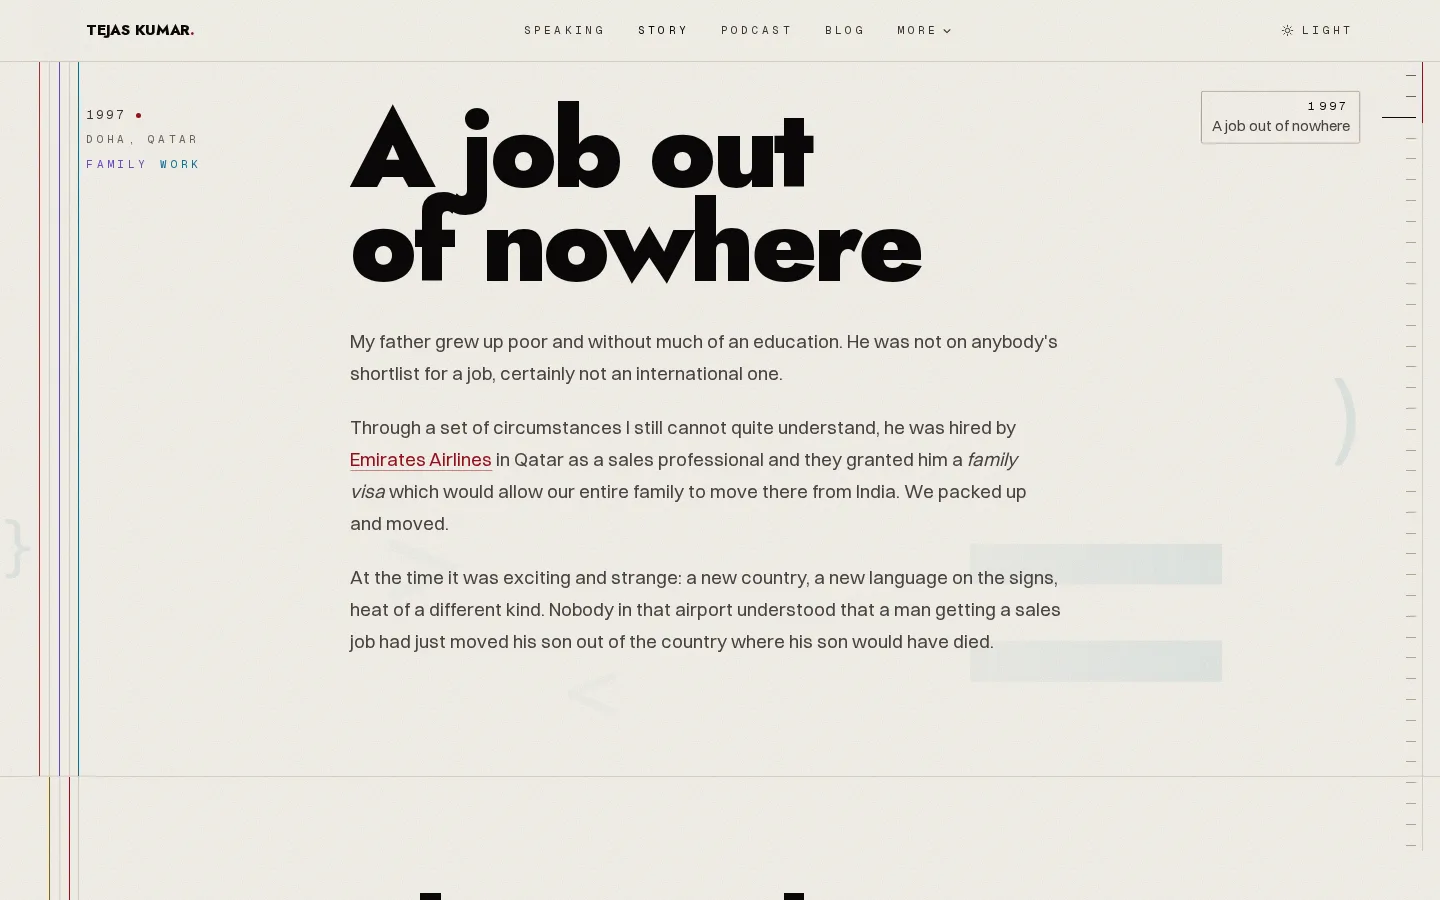 TEJAS KUMAR.
SPEAKING
STORY
PODCAST
BLOG
MORE
LIGHT
1997
DOHA, QATAR
FAMILY WORK
A job out
of nowhere
1997
A job out of nowhere
My father grew up poor and without much of an education. He was not on anybody's
shortlist for a job, certainly not an international one.
Through a set of circumstances I still cannot quite understand, he was hired by
Emirates Airlines in Qatar as a sales professional and they granted him a family
visa which would allow our entire family to move there from India. We packed up
and moved.
At the time it was exciting and strange: a new country, a new language on the signs,
heat of a different kind. Nobody in that airport understood that a man getting a sales
job had just moved his son out of the country where his son would have died.
)
}
<